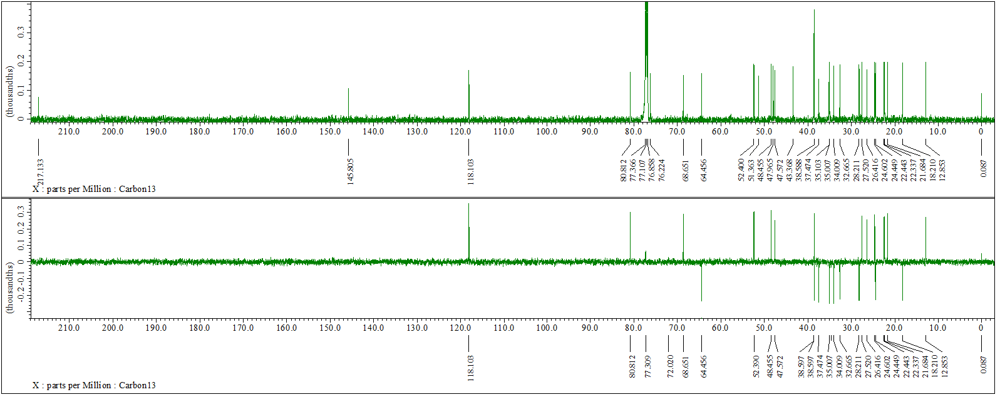 (thousandths)
0 0.1 0.2 0.3
210.0 200.0 190.0 180.0 170.0 160.0 150.0 140.0 130.0 120.0 110.0 100.0 90.0 80.0 70.0 60.0 50.0 40.0 30.0 20.0 10.0 0
217.133 145.805 118.103 80.812 77.366 77.107 76.858 76.224 68.651 64.456 52.400 51.363 48.455 47.965 47.572 43.368 38.588 37.474 35.103 35.007 34.009 32.665 28.211 27.520 26.416 24.602 24.449 22.443 22.337 21.684 18.210 12.853 0.087
X : parts per Million : Carbon13
(thousandths)
-0.2 -0.1 0 0.1 0.2 0.3
210.0 200.0 190.0 180.0 170.0 160.0 150.0 140.0 130.0 120.0 110.0 100.0 90.0 80.0 70.0 60.0 50.0 40.0 30.0 20.0 10.0 0
118.103 80.812 77.309 72.020 68.651 64.456 52.390 48.455 47.572 38.597 38.597 37.474 35.007 34.009 32.665 28.211 27.520 26.416 24.602 24.449 22.443 22.337 21.684 18.210 12.853 0.087
X : parts per Million : Carbon13